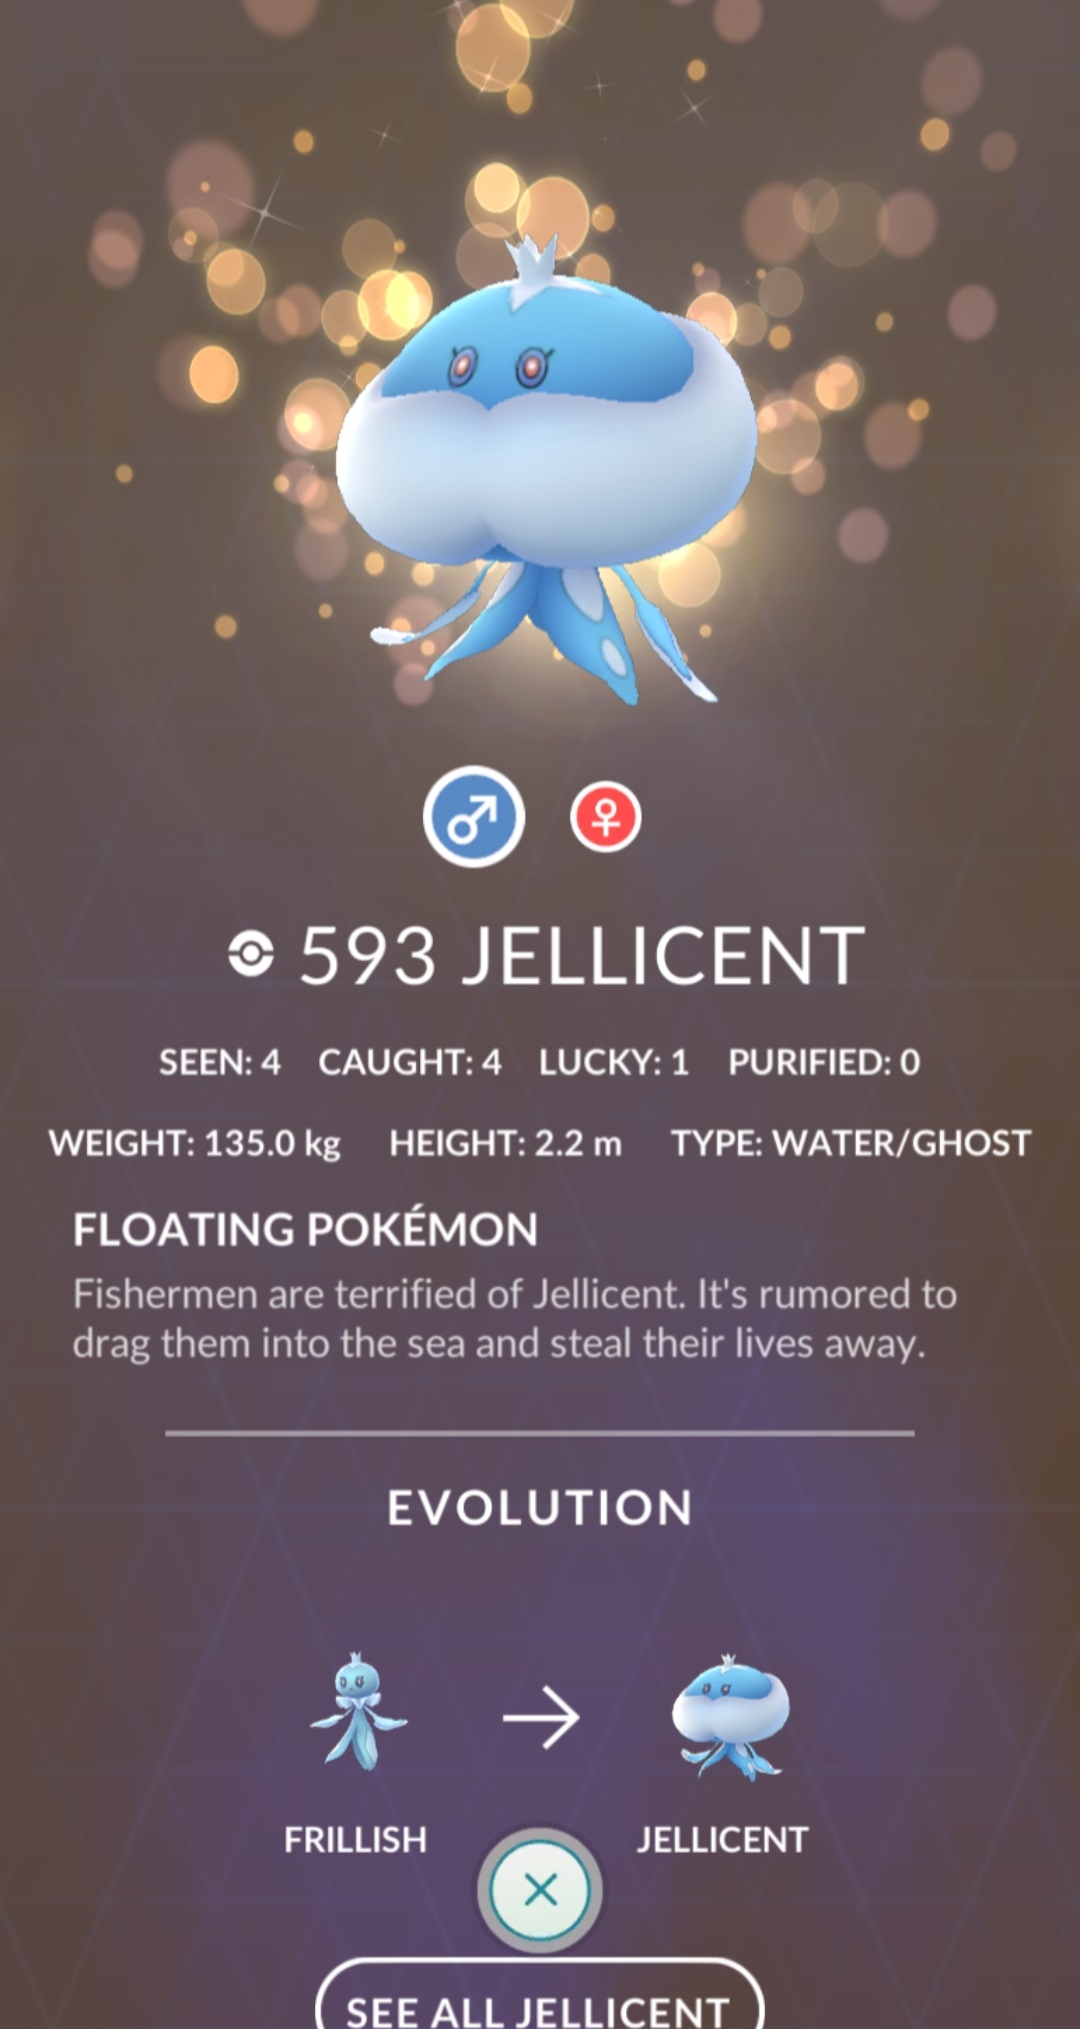 593 JELLICENT
SEEN: 4 CAUGHT: 4 LUCKY: 1 PURIFIED: 0
WEIGHT: 135.0 kg HEIGHT: 2.2 m TYPE: WATER/GHOST
FLOATING POKÉMON
Fishermen are terrified of Jellicent. It's rumored to
drag them into the sea and steal their lives away.
EVOLUTION
FRILLISH JELLICENT
SEE ALL JELLICENT